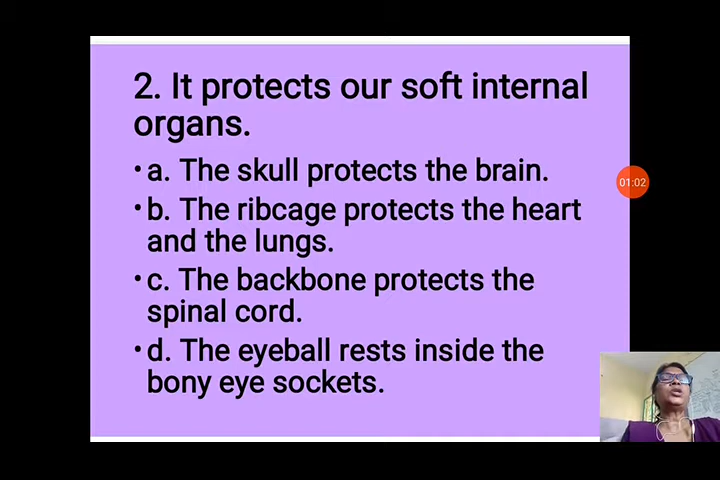 2. It protects our soft internal
organs.
• a. The skull protects the brain.
• b. The ribcage protects the heart
and the lungs.
• c. The backbone protects the
spinal cord.
• d. The eyeball rests inside the
bony eye sockets.
01:02